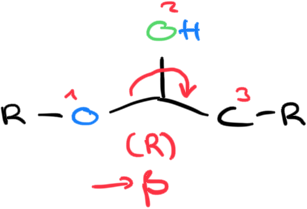 2
OH
1 3
R-O C-R
(R)
→β